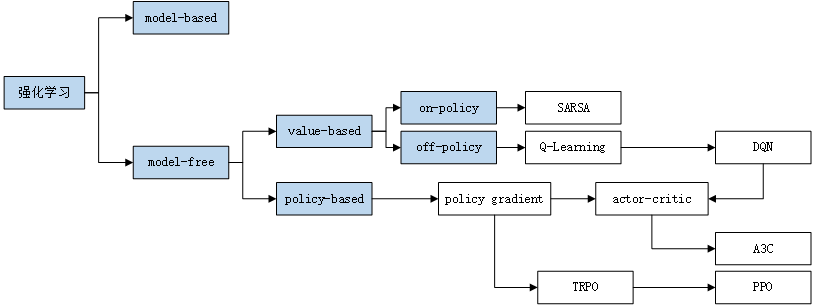 model-based
强化学习
on-policy
SARSA
value-based
off-policy
Q-Learning
DQN
model-free
policy-based
policy gradient
actor-critic
A3C
TRPO
PPO